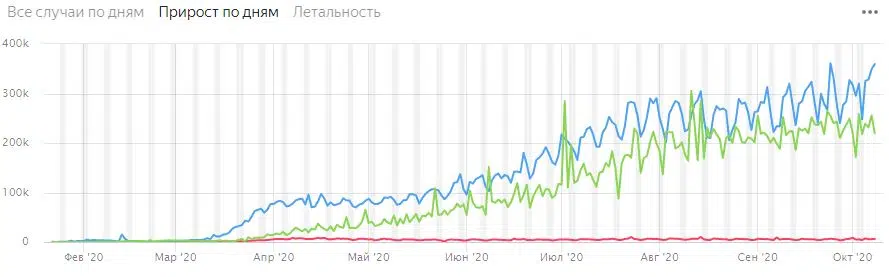 Все случаи по дням Прирост по дням Летальность
400k
300k
200k
100k
0
Фев '20 Мар '20 Апр '20 Май '20 Июн '20 Июл '20 Авг '20 Сен '20 Окт '20